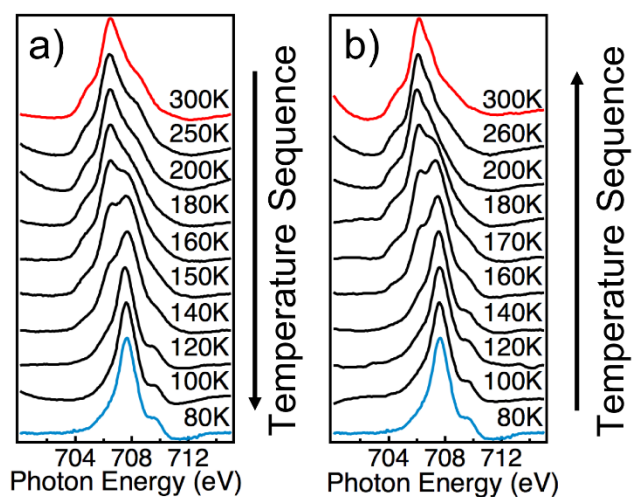 a)
300K
250K
200K
180K
160K
150K
140K
120K
100K
80K
704 708 712
Photon Energy (eV)
Temperature Sequence
b)
300K
260K
200K
180K
170K
160K
140K
120K
100K
80K
704 708 712
Photon Energy (eV)
Temperature Sequence